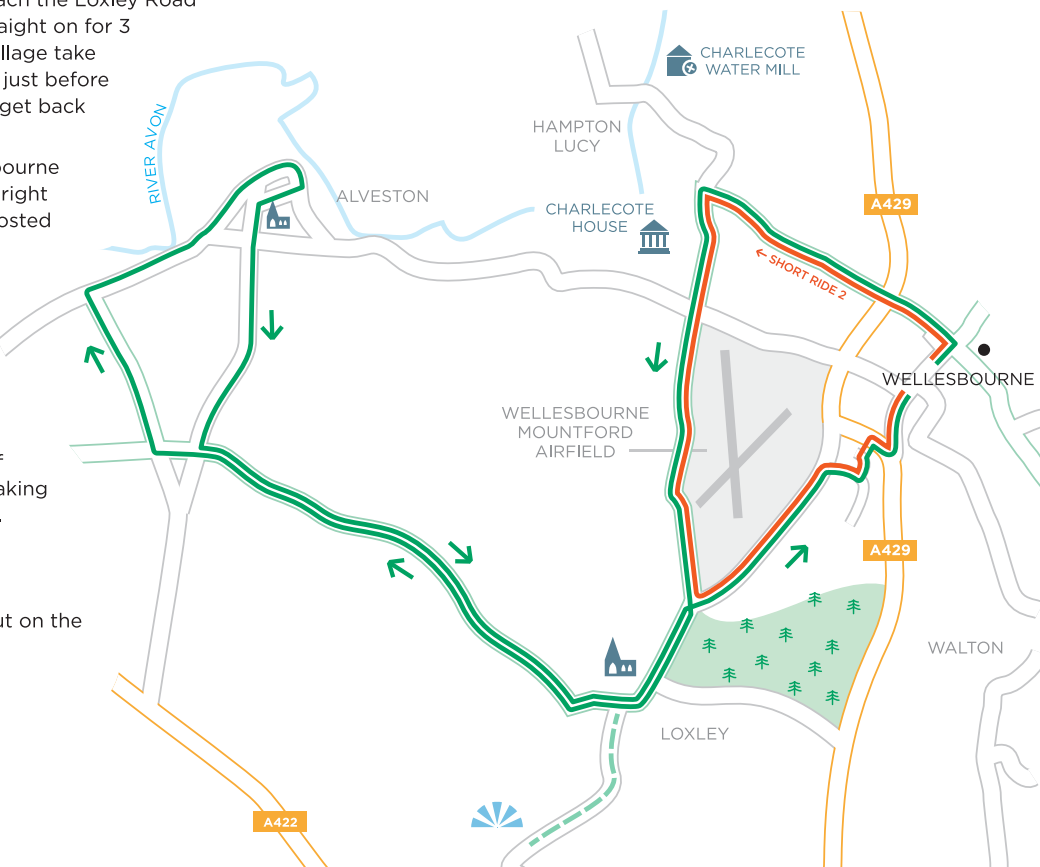 ach the Loxley Road
aight on for 3
illage take
just before
get back
bourne
right
osted
f
aking
ut on the
RIVER AVON
ALVESTON
HAMPTON
LUCY
CHARLECOTE
WATER MILL
CHARLECOTE
HOUSE
A429
← SHORT RIDE 2
WELLESBOURNE
WELLESBOURNE
MOUNTFORD
AIRFIELD
A429
WALTON
LOXLEY
A422